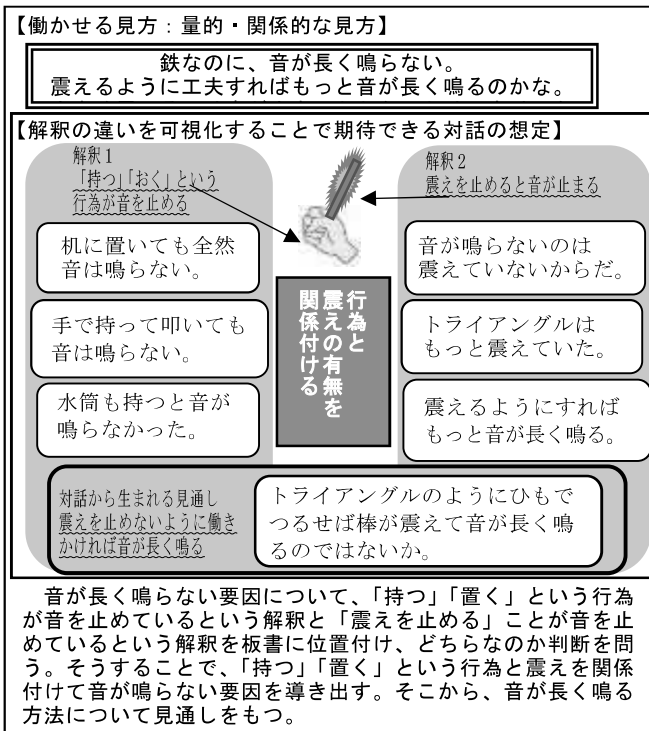 【働かせる見方：量的・関係的な見方】
鉄なのに、音が長く鳴らない。
震えるように工夫すればもっと音が長く鳴るのかな。
【解釈の違いを可視化することで期待できる対話の想定】
解釈１
「持つ」「おく」という
行為が音を止める
机に置いても全然
音は鳴らない。
手で持って叩いても
音は鳴らない。
水筒も持つと音が
鳴らなかった。
行為と
震えの有無を
関係付ける
解釈２
震えを止めると音が止まる
音が鳴らないのは
震えていないからだ。
トライアングルは
もっと震えていた。
震えるようにすれば
もっと音が長く鳴る。
対話から生まれる見通し
震えを止めないように働き
かければ音が長く鳴る
トライアングルのようにひもで
つるせば棒が震えて音が長く鳴
るのではないか。
音が長く鳴らない要因について、「持つ」「置く」という行為
が音を止めているという解釈と「震えを止める」ことが音を止
めているという解釈を板書に位置付け、どちらなのか判断を問
う。そうすることで、「持つ」「置く」という行為と震えを関係
付けて音が鳴らない要因を導き出す。そこから、音が長く鳴る
方法について見通しをもつ。